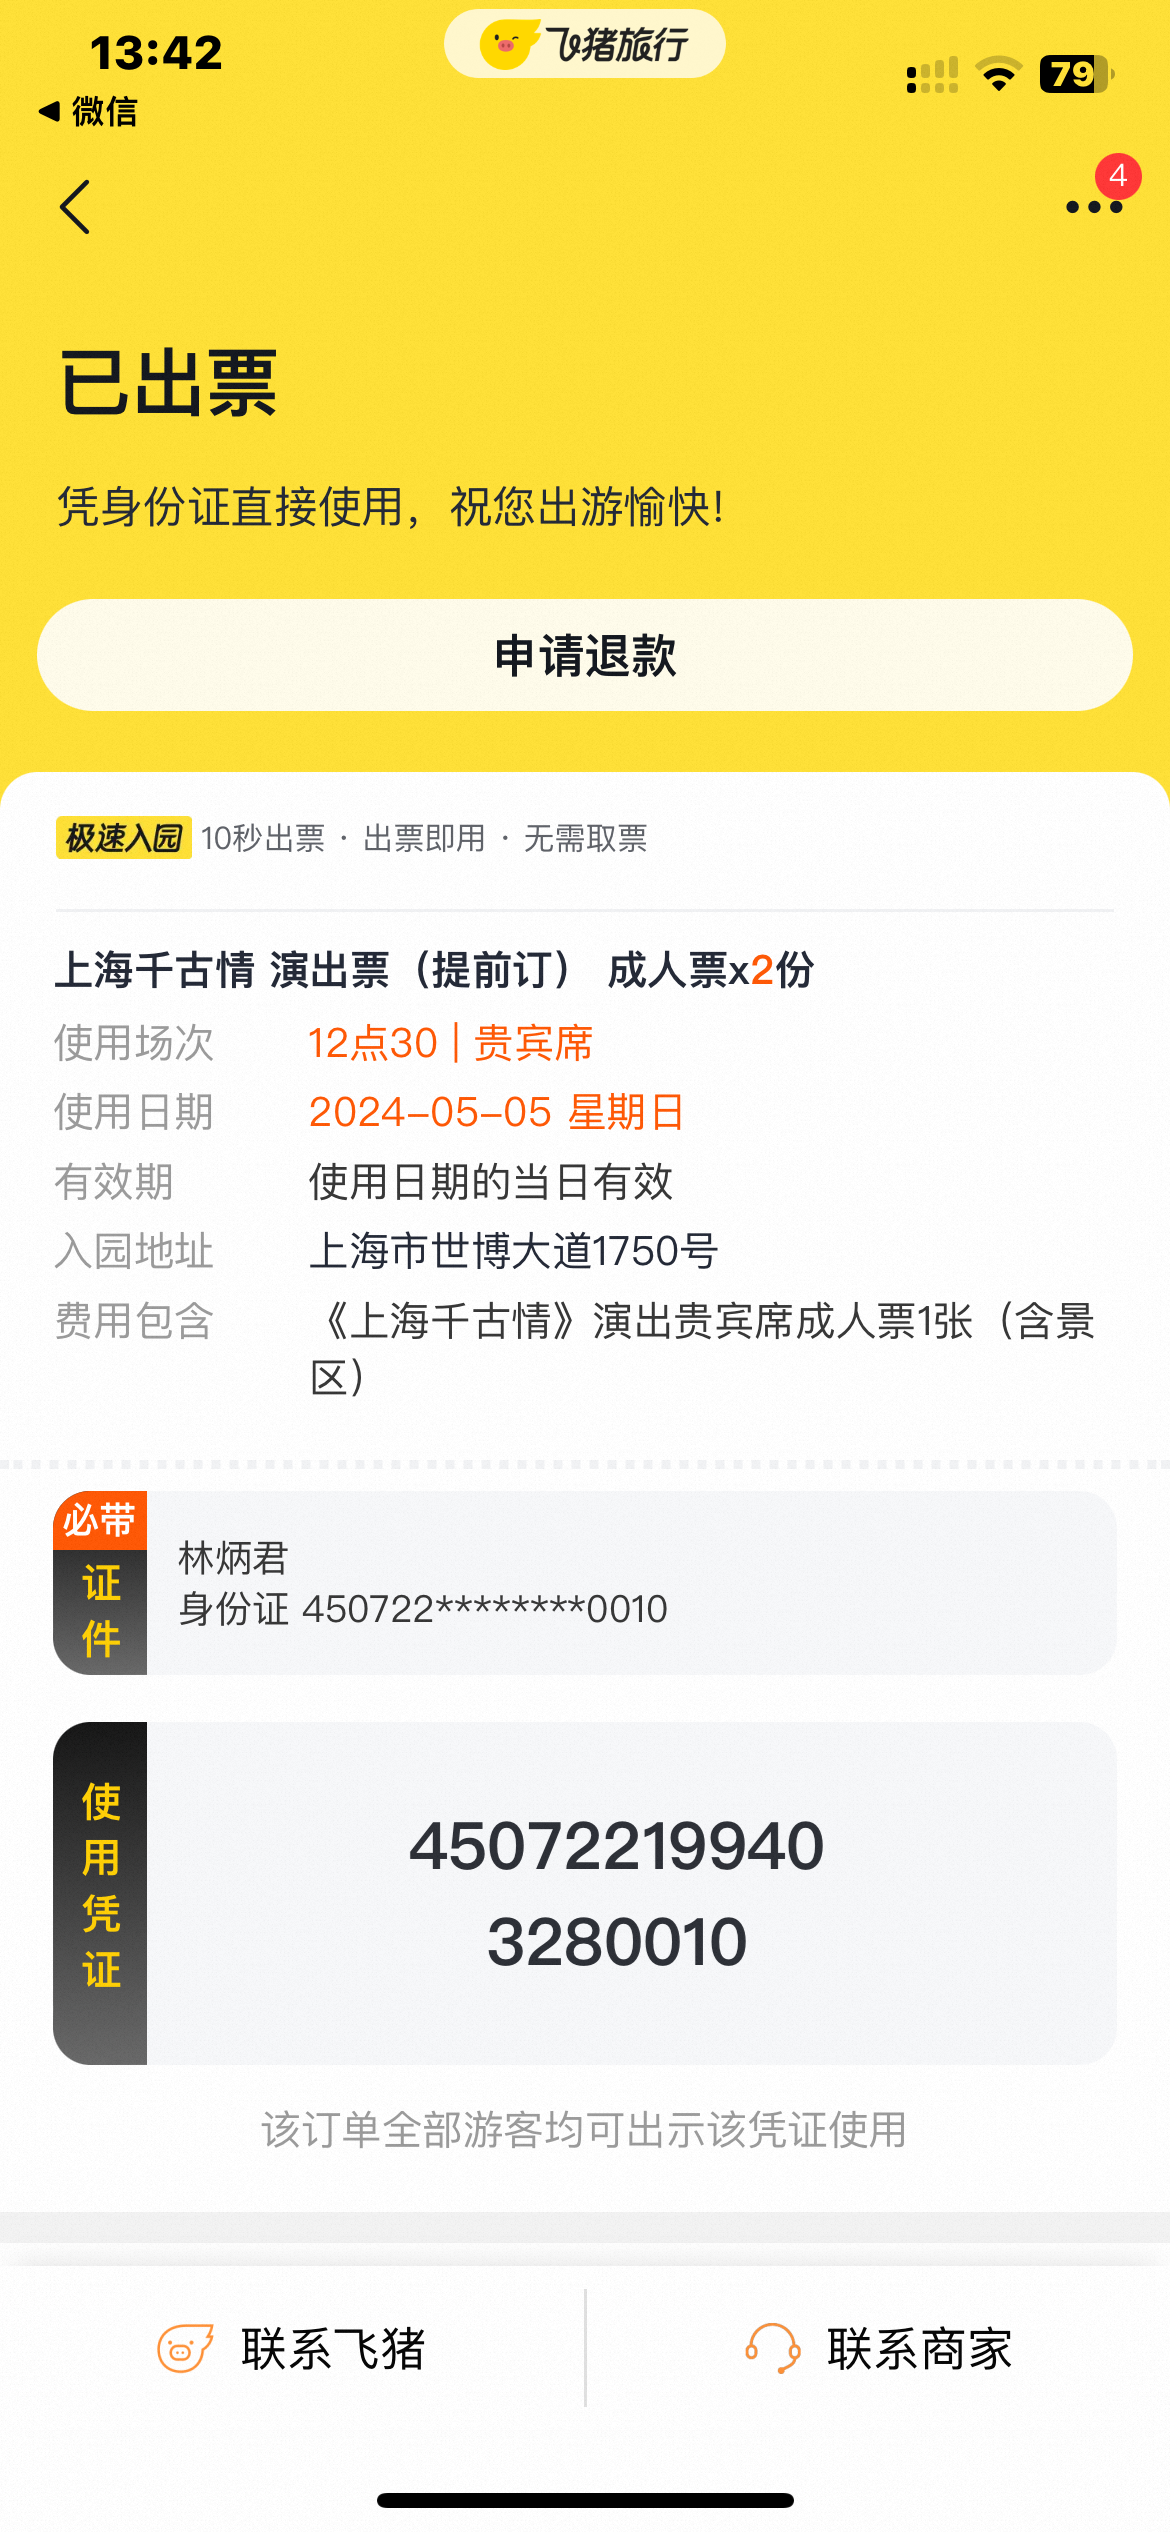 13:42
飞猪旅行
79
微信
4
已出票
凭身份证直接使用，祝您出游愉快！
申请退款
极速入园 10秒出票 · 出票即用 · 无需取票
上海千古情 演出票（提前订） 成人票x2份
使用场次 12点30 | 贵宾席
使用日期 2024-05-05 星期日
有效期 使用日期的当日有效
入园地址 上海市世博大道1750号
费用包含 《上海千古情》演出贵宾席成人票1张（含景
区）
必带
证件
林炳君
身份证 450722********0010
使用凭证
45072219940
3280010
该订单全部游客均可出示该凭证使用
联系飞猪
联系商家